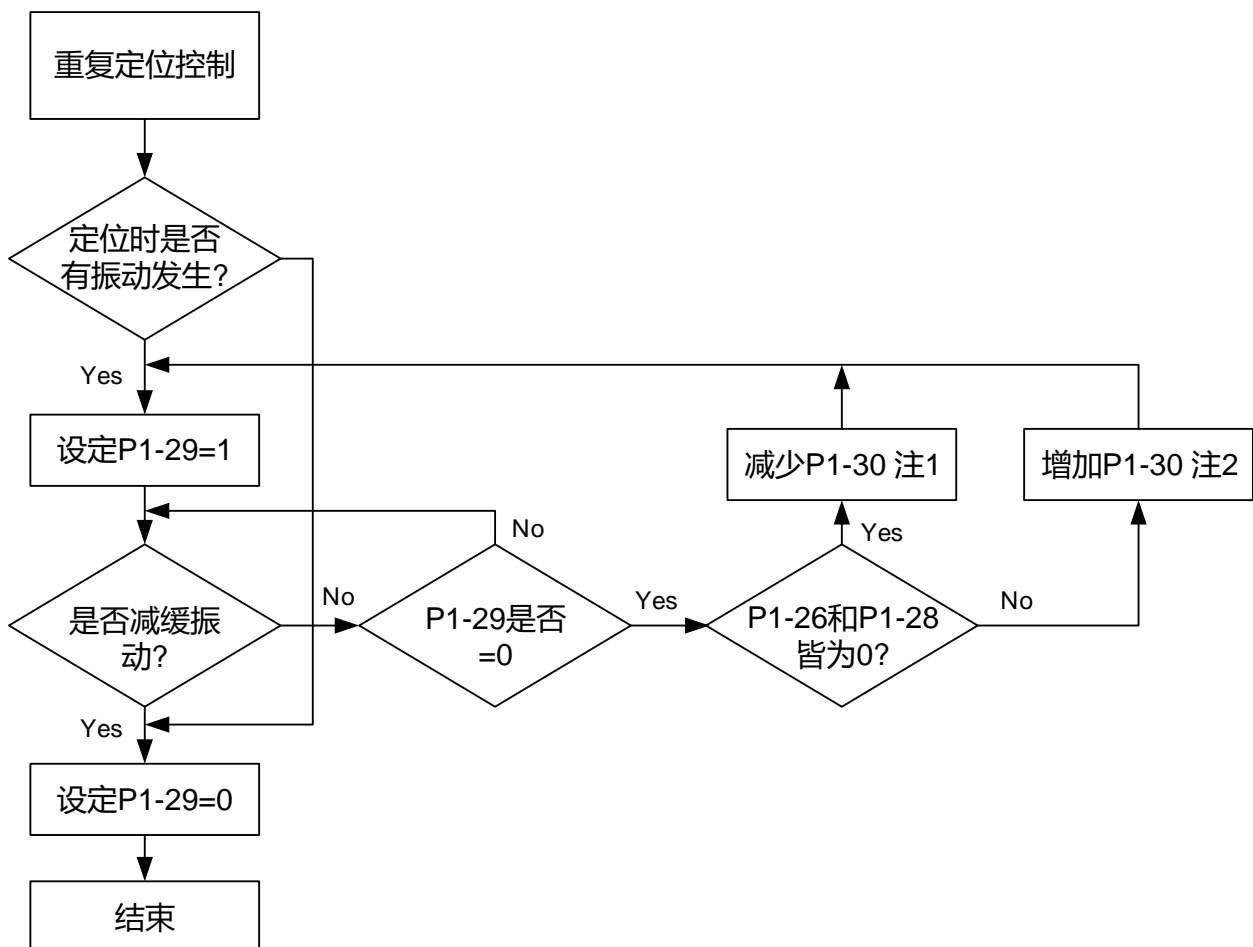 重复定位控制
定位时是否
有振动发生?
Yes
设定P1-29=1
减少P1-30 注1
增加P1-30 注2
No
Yes
是否减缓振
动?
No
P1-29是否
=0
Yes
P1-26和P1-28
皆为0?
No
Yes
设定P1-29=0
结束